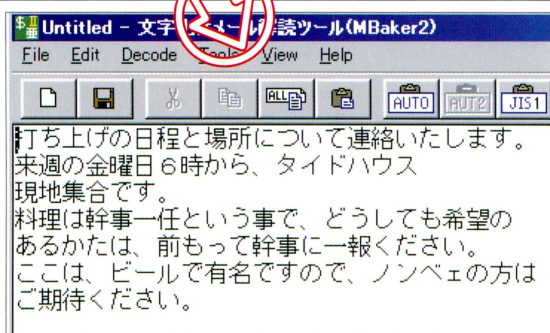 Untitled - 文字
メール解読ツール(MBaker2)
File Edit Decode Tools View Help
ALL AUTO AUT2 JIS1
打ち上げの日程と場所について連絡いたします。
来週の金曜日6時から、タイドハウス
現地集合です。
料理は幹事一任という事で、どうしても希望の
あるかたは、前もって幹事に一報ください。
ここは、ビールで有名ですので、ノンベェの方は
ご期待ください。